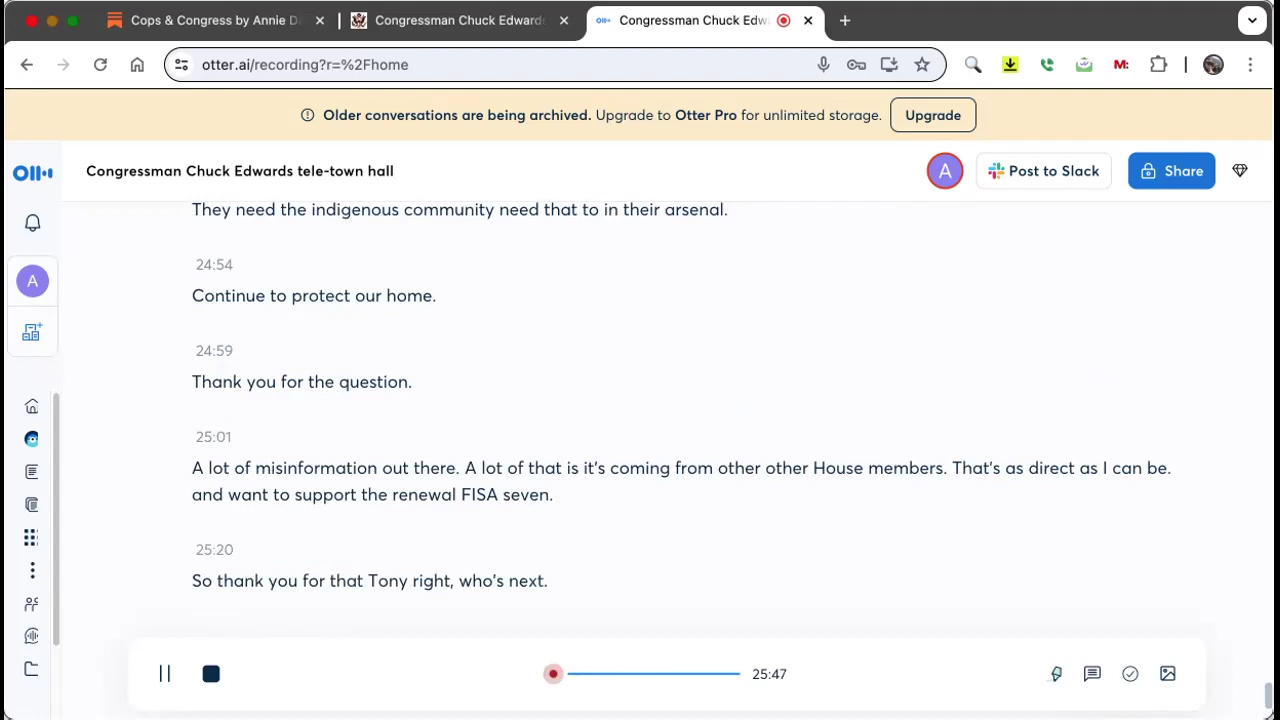 Cops & Congress by Annie Da
Congressman Chuck Edwards
Congressman Chuck Edwa
otter.ai/recording?r=%2Fhome
M:
Older conversations are being archived. Upgrade to Otter Pro for unlimited storage.
Upgrade
Congressman Chuck Edwards tele-town hall
A
Post to Slack
Share
They need the indigenous community need that to in their arsenal.
24:54
A
Continue to protect our home.
24:59
Thank you for the question.
25:01
A lot of misinformation out there. A lot of that is it's coming from other other House members. That's as direct as I can be.
and want to support the renewal FISA seven.
25:20
So thank you for that Tony right, who's next.
25:47